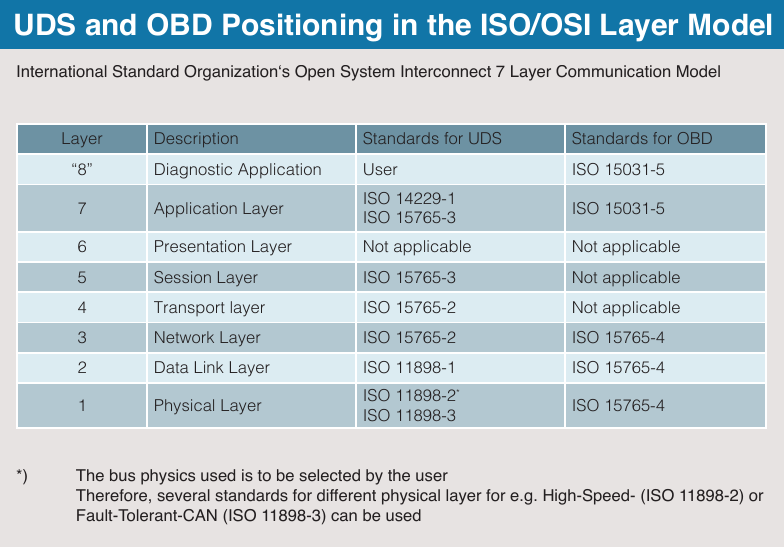 UDS and OBD Positioning in the ISO/OSI Layer Model
International Standard Organization‘s Open System Interconnect 7 Layer Communication Model
Layer Description Standards for UDS Standards for OBD
“8” Diagnostic Application User ISO 15031-5
7 Application Layer ISO 14229-1 ISO 15031-5
ISO 15765-3
6 Presentation Layer Not applicable Not applicable
5 Session Layer ISO 15765-3 Not applicable
4 Transport layer ISO 15765-2 Not applicable
3 Network Layer ISO 15765-2 ISO 15765-4
2 Data Link Layer ISO 11898-1 ISO 15765-4
1 Physical Layer ISO 11898-2* ISO 15765-4
ISO 11898-3
*) The bus physics used is to be selected by the user
Therefore, several standards for different physical layer for e.g. High-Speed- (ISO 11898-2) or
Fault-Tolerant-CAN (ISO 11898-3) can be used